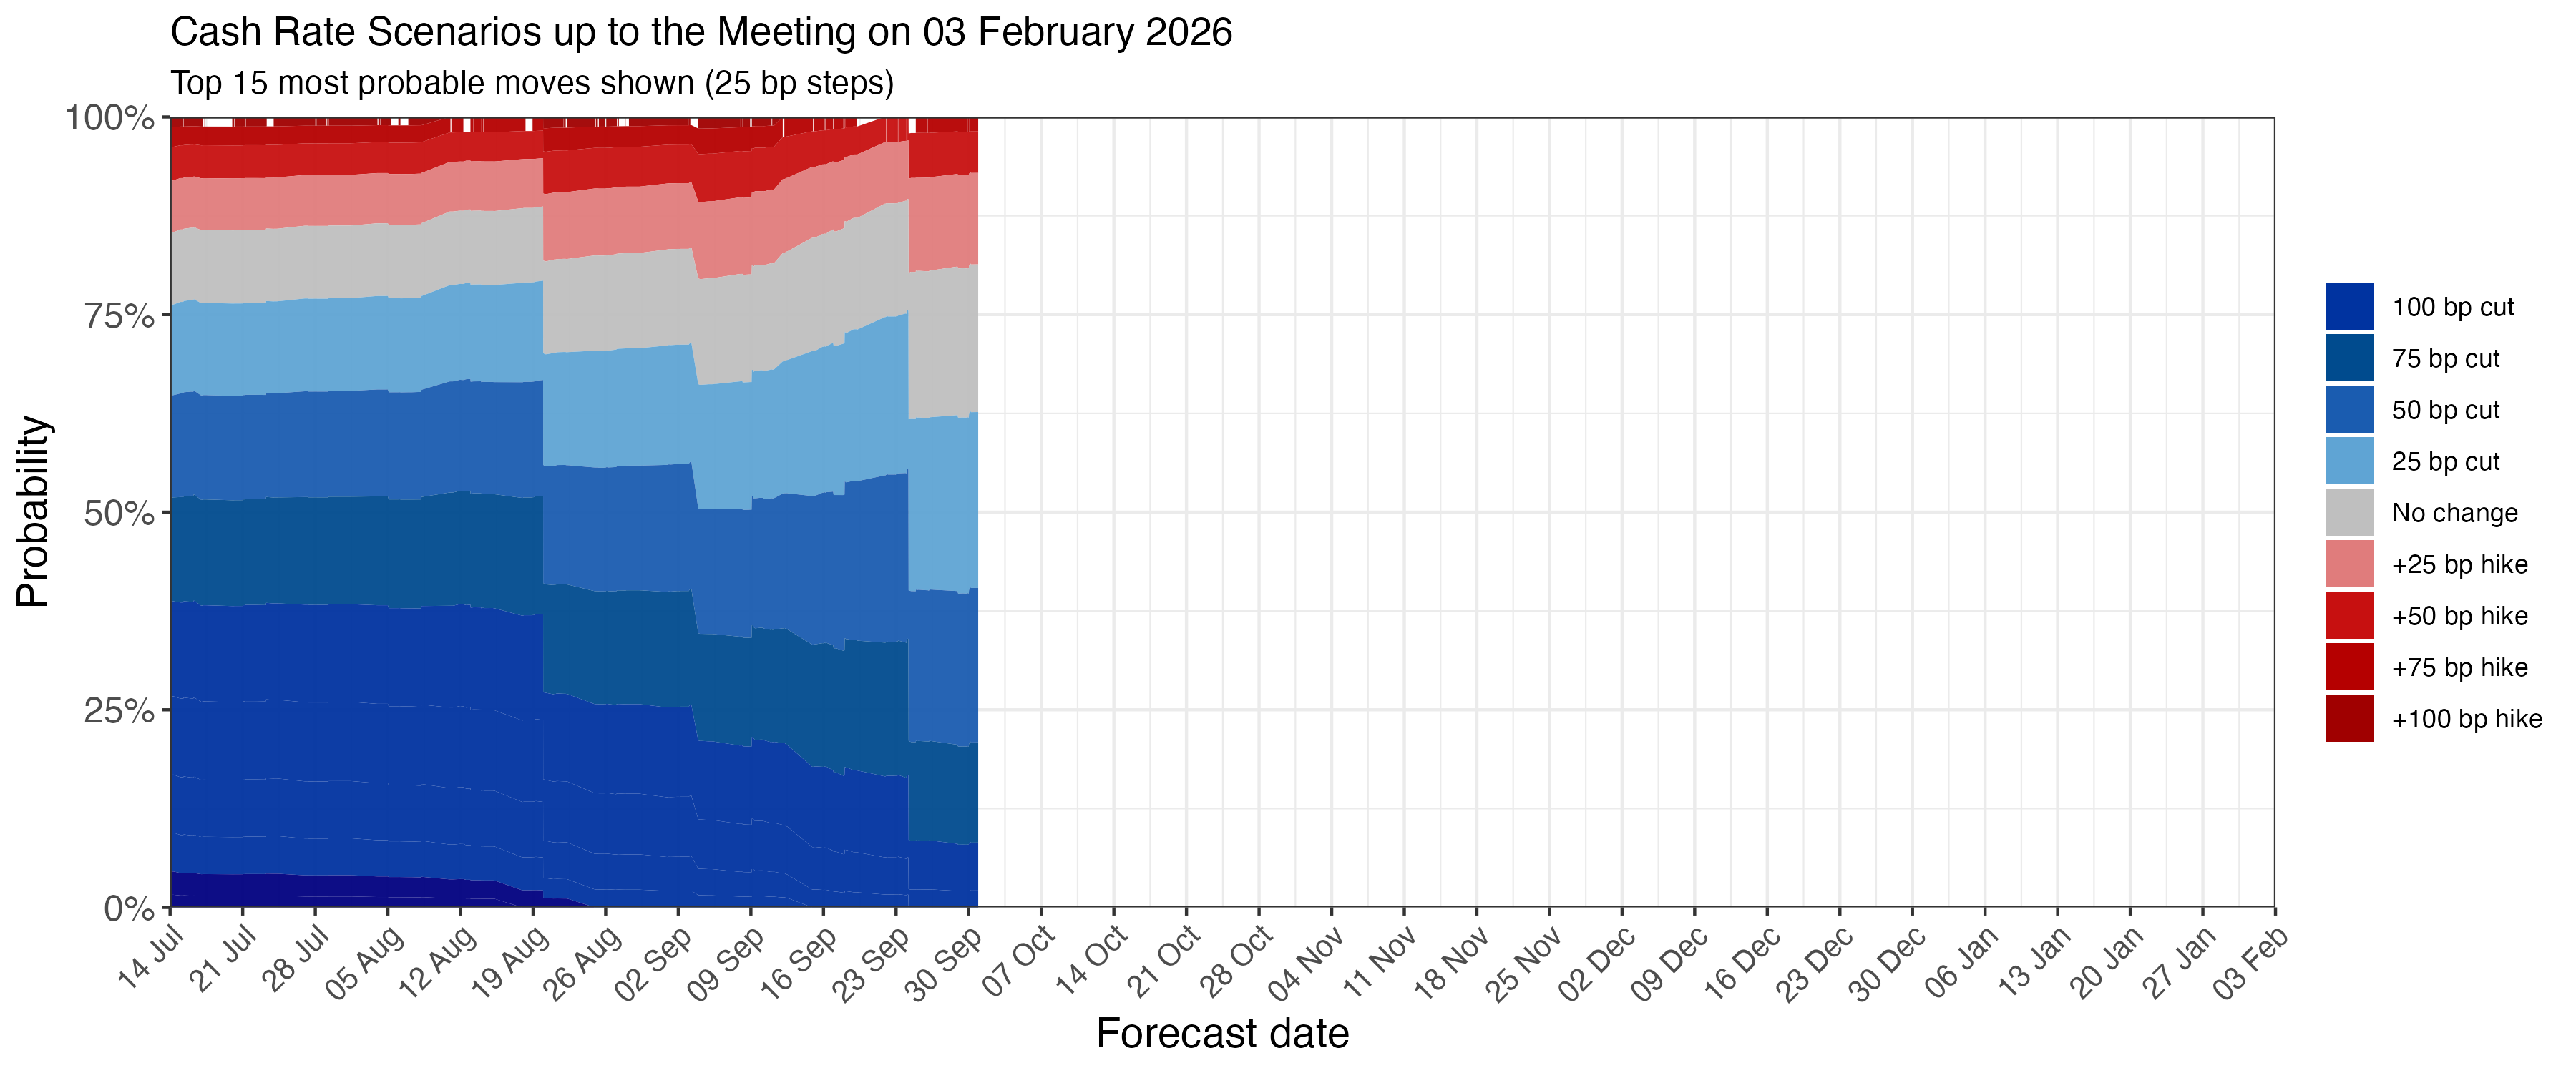 Cash Rate Scenarios up to the Meeting on 03 February 2026
Top 15 most probable moves shown (25 bp steps)
Probability
100%
75%
50%
25%
0%
14 Jul
21 Jul
28 Jul
05 Aug
12 Aug
19 Aug
26 Aug
02 Sep
09 Sep
16 Sep
23 Sep
30 Sep
07 Oct
14 Oct
21 Oct
28 Oct
04 Nov
11 Nov
18 Nov
25 Nov
02 Dec
09 Dec
16 Dec
23 Dec
30 Dec
06 Jan
13 Jan
20 Jan
27 Jan
03 Feb
Forecast date
100 bp cut
75 bp cut
50 bp cut
25 bp cut
No change
+25 bp hike
+50 bp hike
+75 bp hike
+100 bp hike